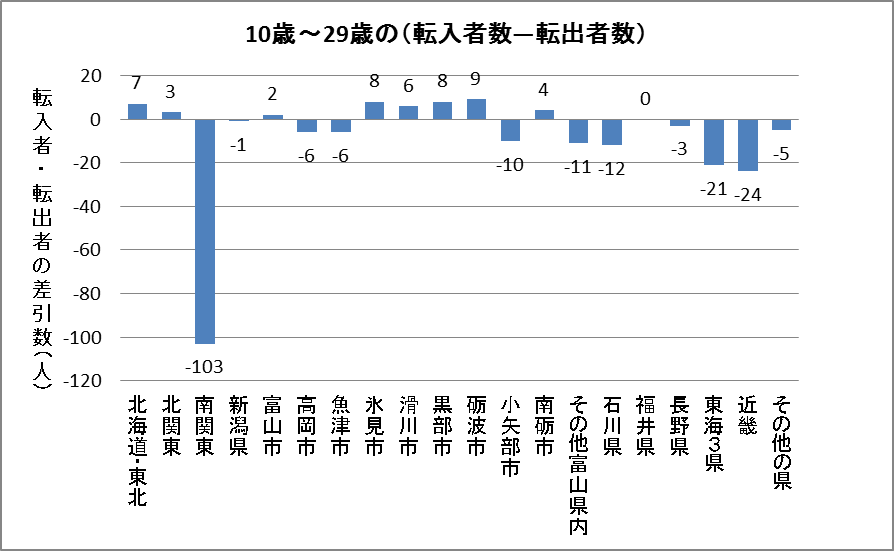 10歳～29歳の（転入者数―転出者数）
転入者・転出者の差引数（人）
20
0
-20
-40
-60
-80
-100
-120
7
3
-103
-1
2
-6
-6
8
6
8
9
-10
4
-11
-12
0
-3
-21
-24
-5
北海道・東北
北関東
南関東
新潟県
富山市
高岡市
魚津市
氷見市
滑川市
黒部市
砺波市
小矢部市
南砺市
その他富山県内
石川県
福井県
長野県
東海３県
近畿
その他の県